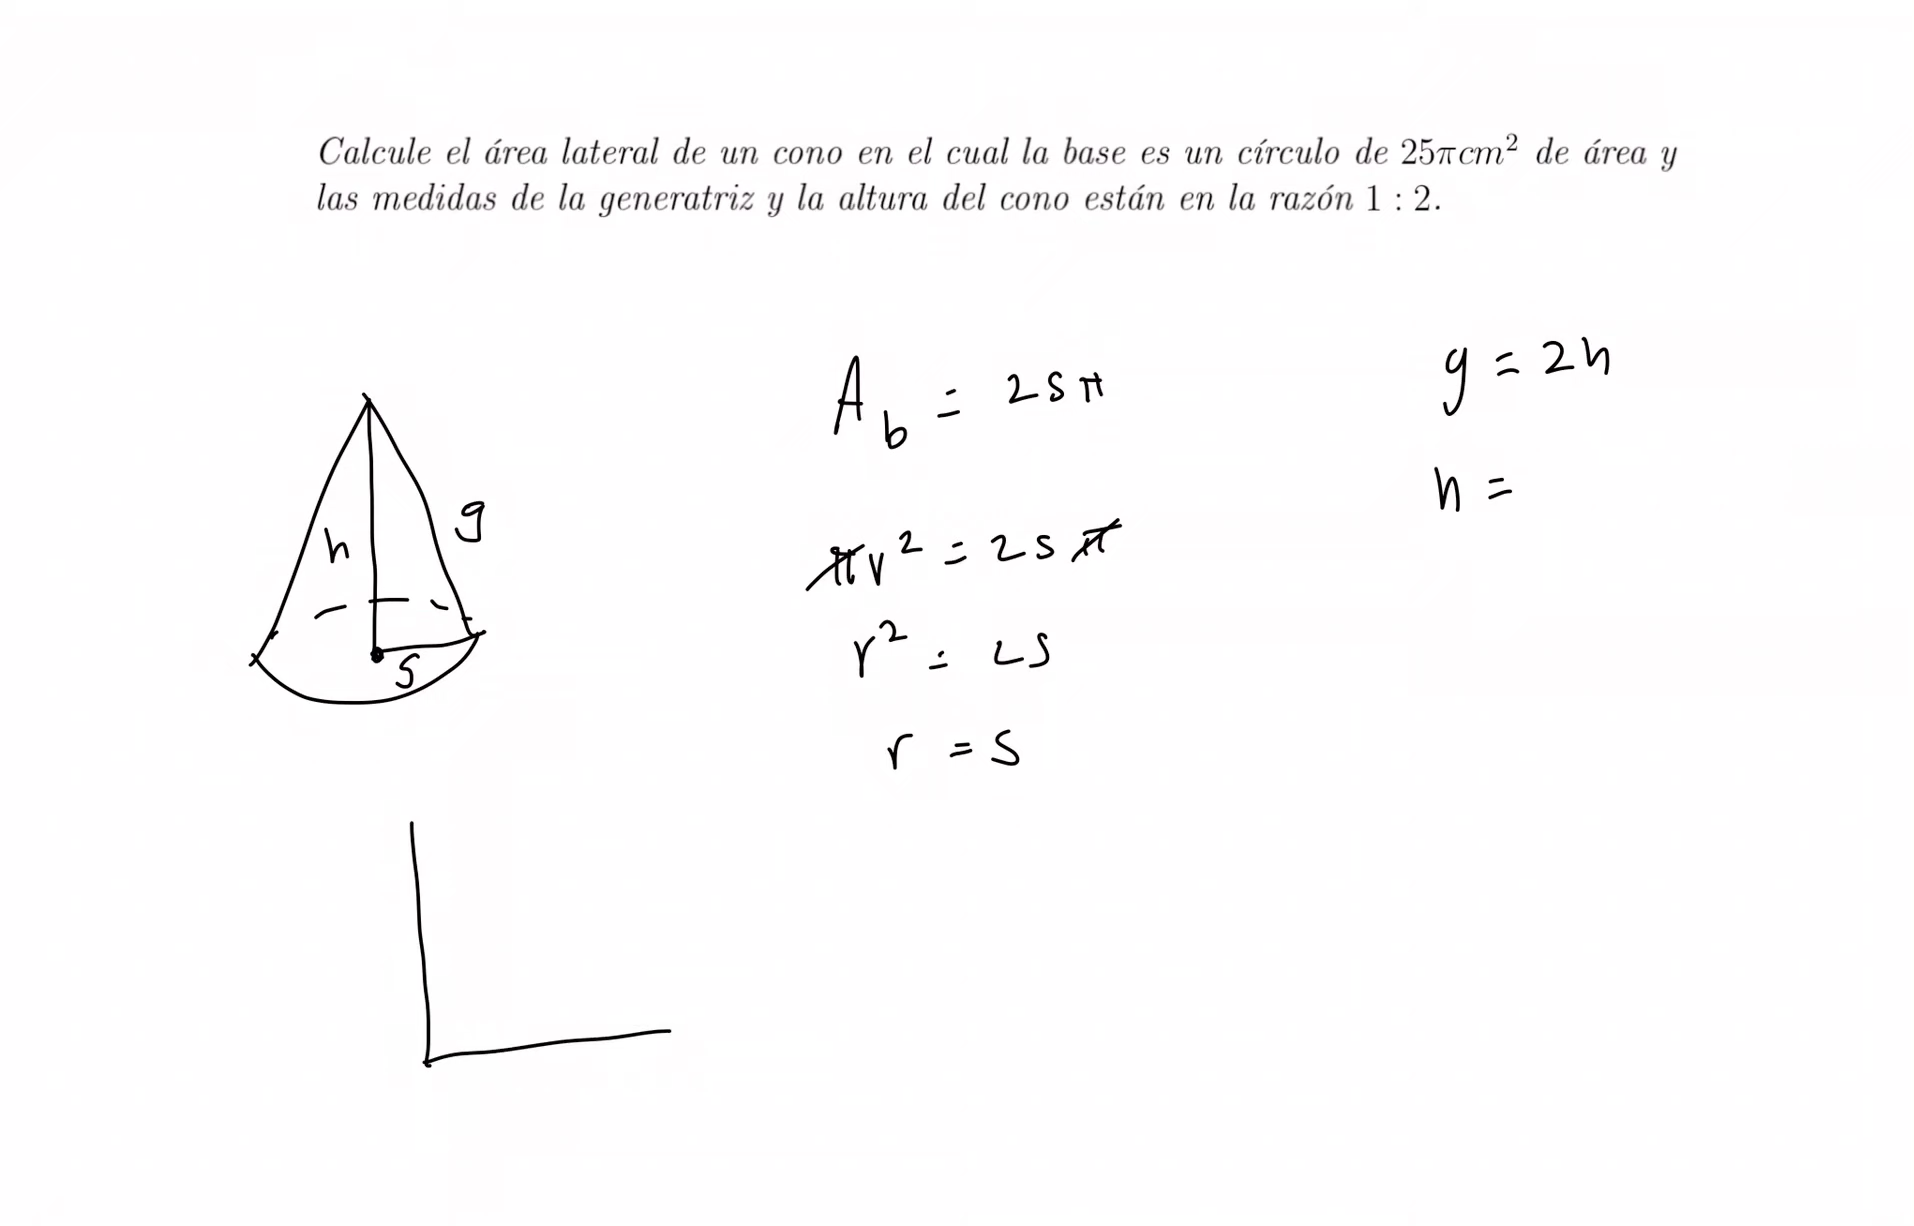 Calcule el área lateral de un cono en el cual la base es un círculo de 25πcm² de área y
las medidas de la generatriz y la altura del cono están en la razón 1 : 2.
A_b = 25π
g = 2h
h =
πr² = 25π
r² = 25
r = 5
h
g
5